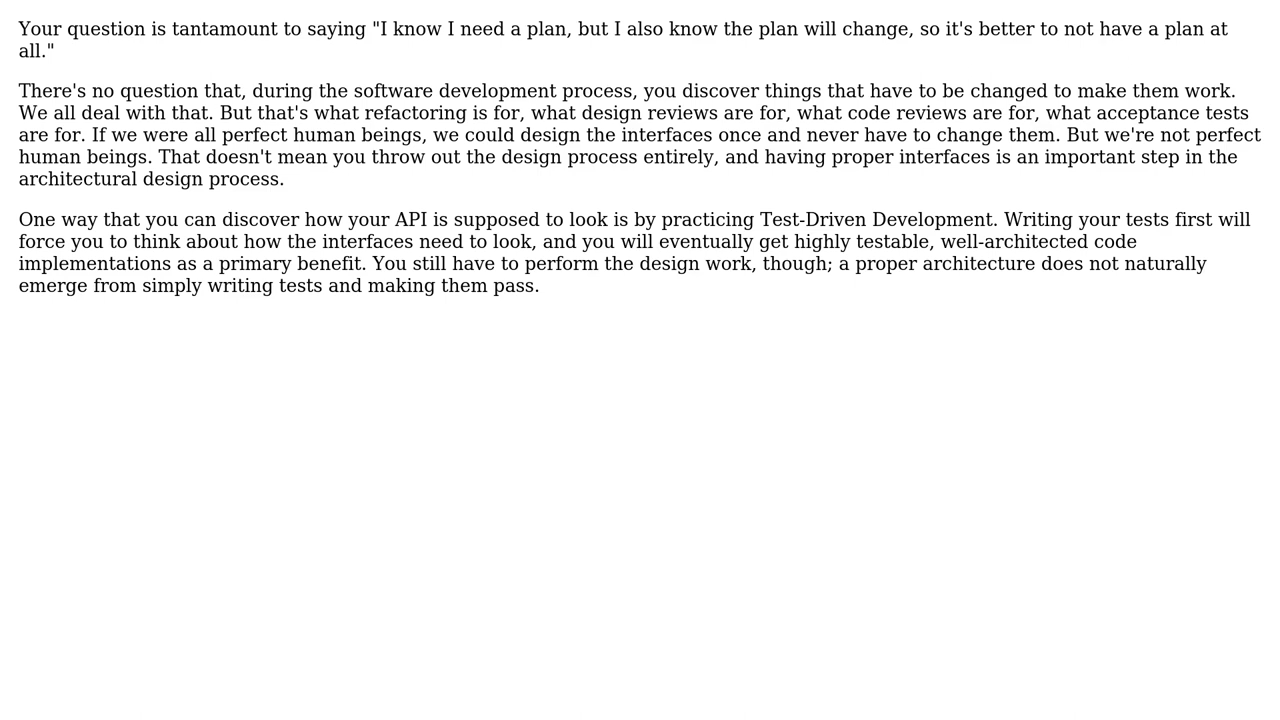 Your question is tantamount to saying "I know I need a plan, but I also know the plan will change, so it's better to not have a plan at
all."
There's no question that, during the software development process, you discover things that have to be changed to make them work.
We all deal with that. But that's what refactoring is for, what design reviews are for, what code reviews are for, what acceptance tests
are for. If we were all perfect human beings, we could design the interfaces once and never have to change them. But we're not perfect
human beings. That doesn't mean you throw out the design process entirely, and having proper interfaces is an important step in the
architectural design process.
One way that you can discover how your API is supposed to look is by practicing Test-Driven Development. Writing your tests first will
force you to think about how the interfaces need to look, and you will eventually get highly testable, well-architected code
implementations as a primary benefit. You still have to perform the design work, though; a proper architecture does not naturally
emerge from simply writing tests and making them pass.